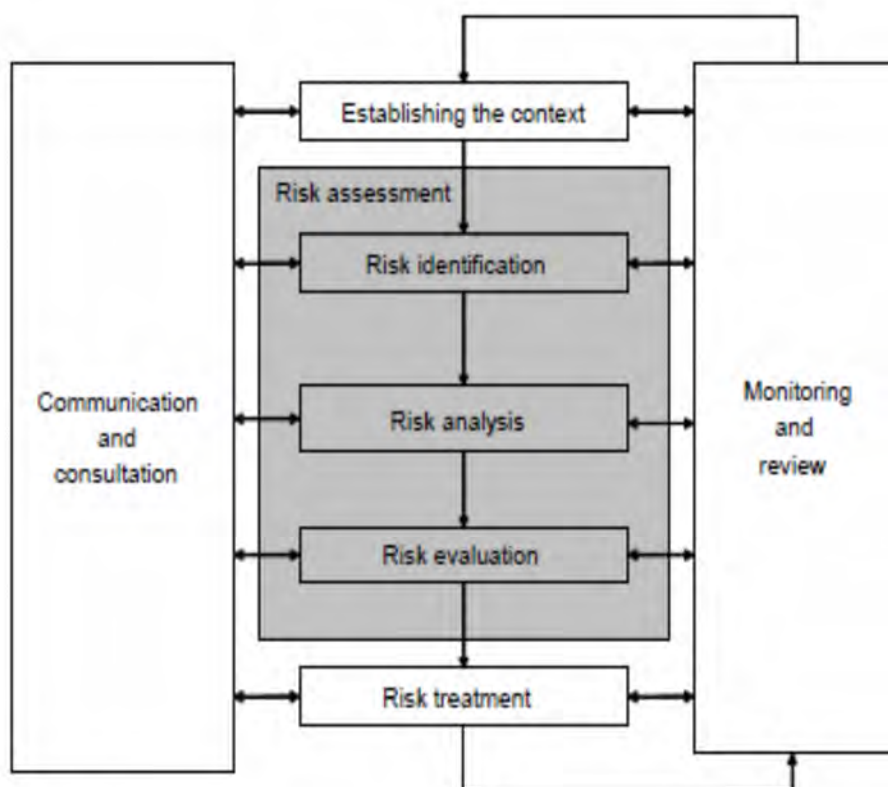 Establishing the context
Risk assessment
Risk identification
Risk analysis
Risk evaluation
Risk treatment
Communication
and
consultation
Monitoring
and
review